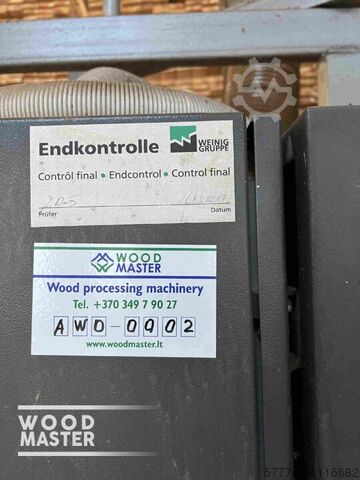 Endkontrolle
WEINIG
GRUPPE
Contrôl final • Endcontrol • Control final
Prüfer
Datum
WOOD
MASTER
Wood processing machinery
Tel. +370 349 7 90 27
AWO-0902
www.woodmaster.lt
WOOD
MASTER